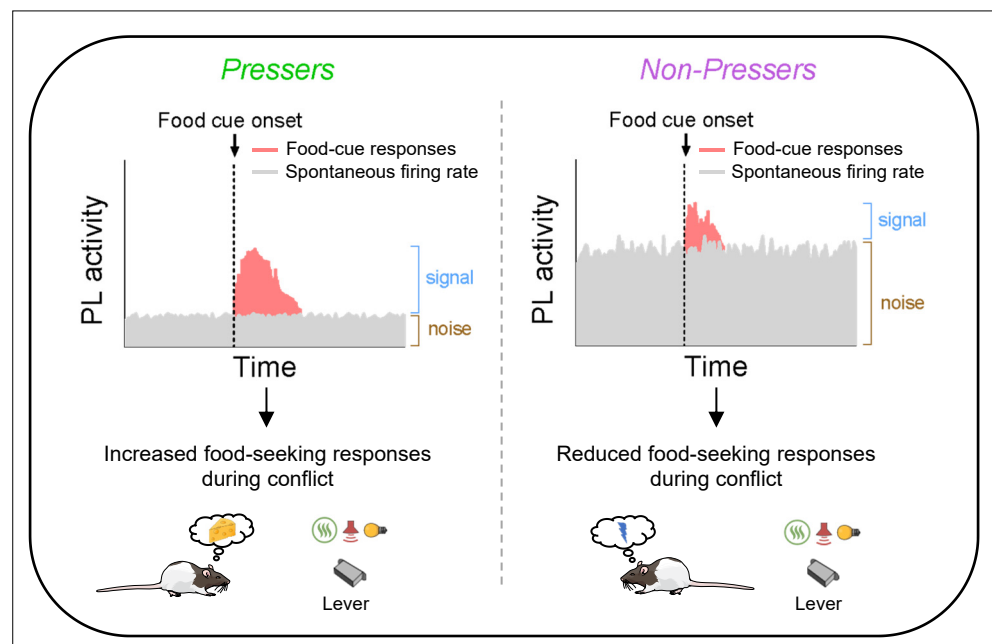 Pressers
Food cue onset
Food-cue responses
Spontaneous firing rate
PL activity
signal
noise
Time
Increased food-seeking responses
during conflict
Lever
Non-Pressers
Food cue onset
Food-cue responses
Spontaneous firing rate
PL activity
signal
noise
Time
Reduced food-seeking responses
during conflict
Lever